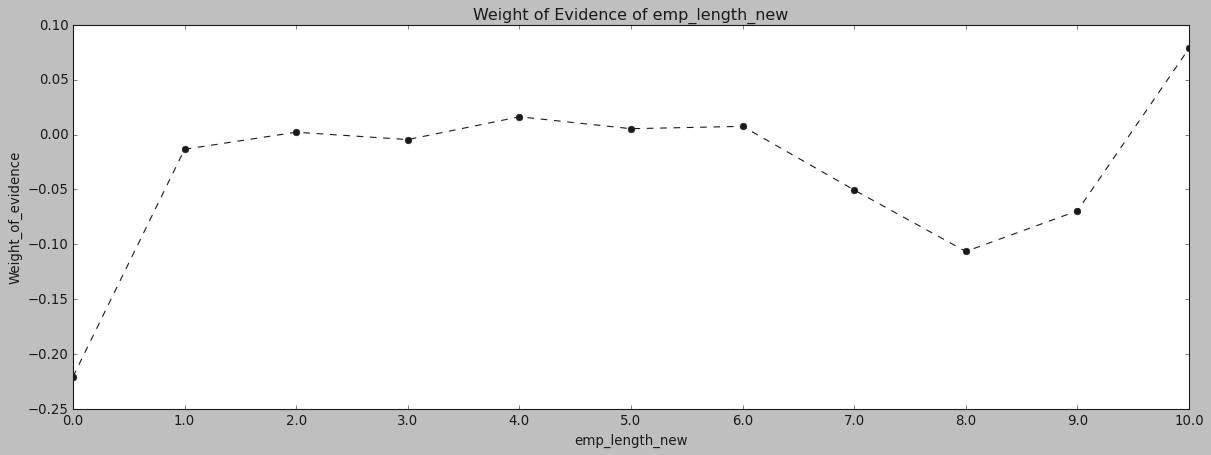 Weight of Evidence of emp_length_new
Weight_of_evidence
0.10
0.05
0.00
−0.05
−0.10
−0.15
−0.20
−0.25
0.0 1.0 2.0 3.0 4.0 5.0 6.0 7.0 8.0 9.0 10.0
emp_length_new